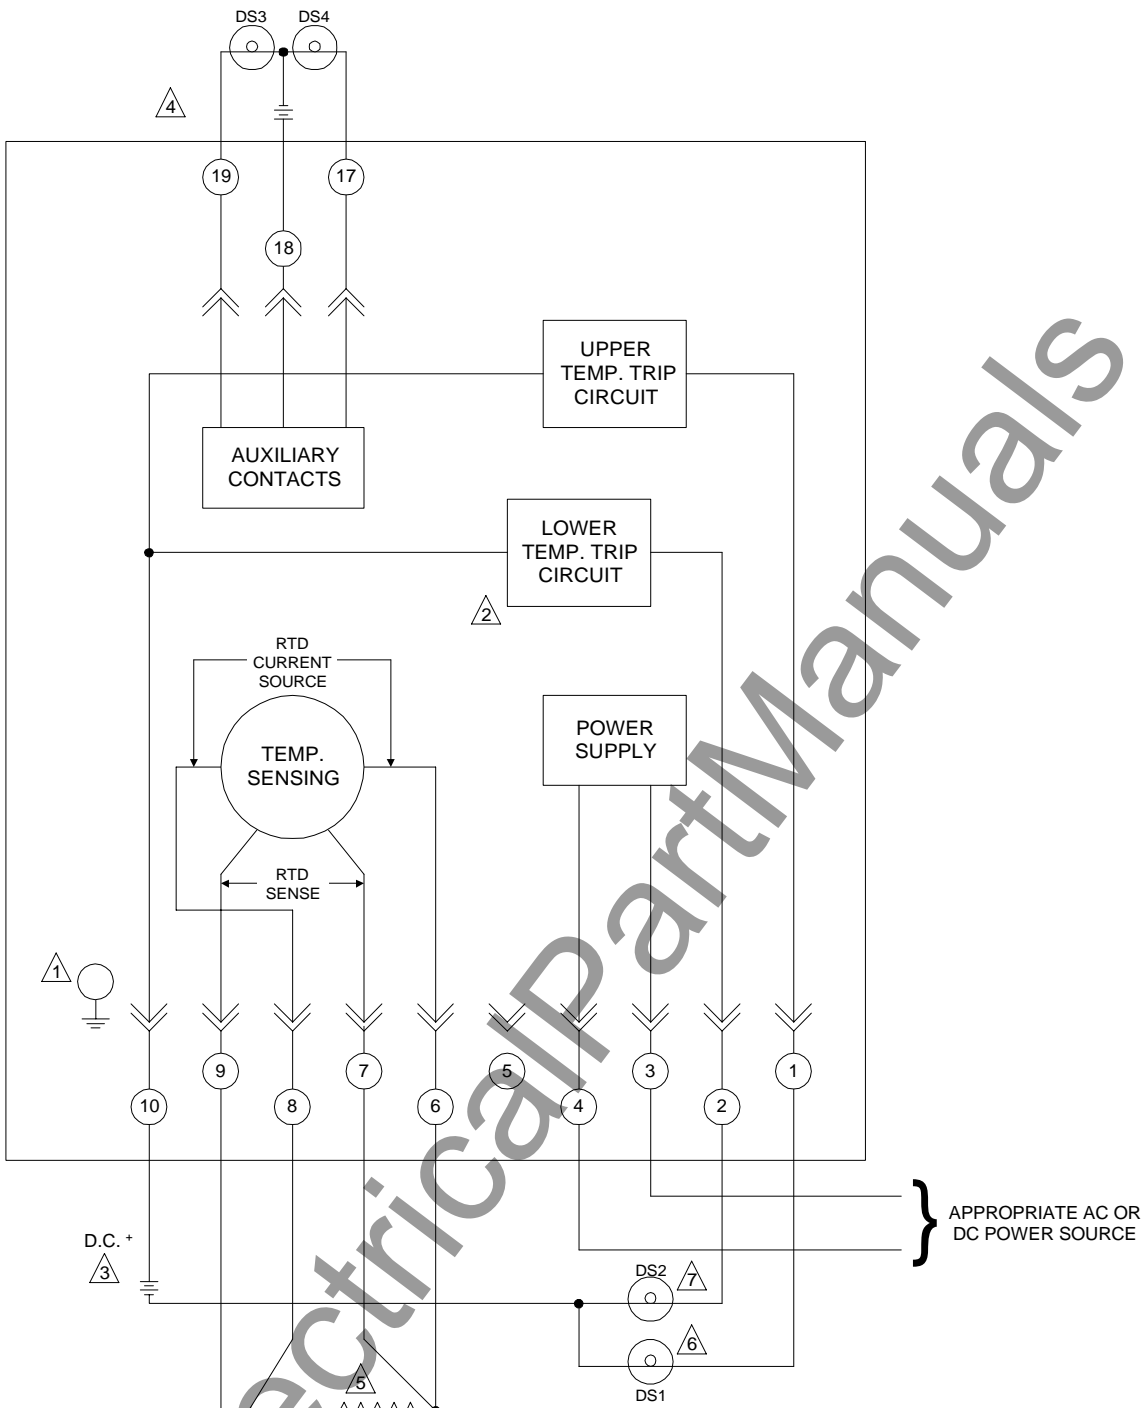 DS3 DS4
4
19
17
18
UPPER
TEMP. TRIP
CIRCUIT
AUXILIARY
CONTACTS
LOWER
TEMP. TRIP
CIRCUIT
2
RTD
CURRENT
SOURCE
TEMP.
SENSING
POWER
SUPPLY
RTD
SENSE
1
9
7
5
3
1
10
8
6
4
2
APPROPRIATE AC OR
DC POWER SOURCE
D.C. +
3
DS2
7
6
DS1
5
ectricalPartManuals